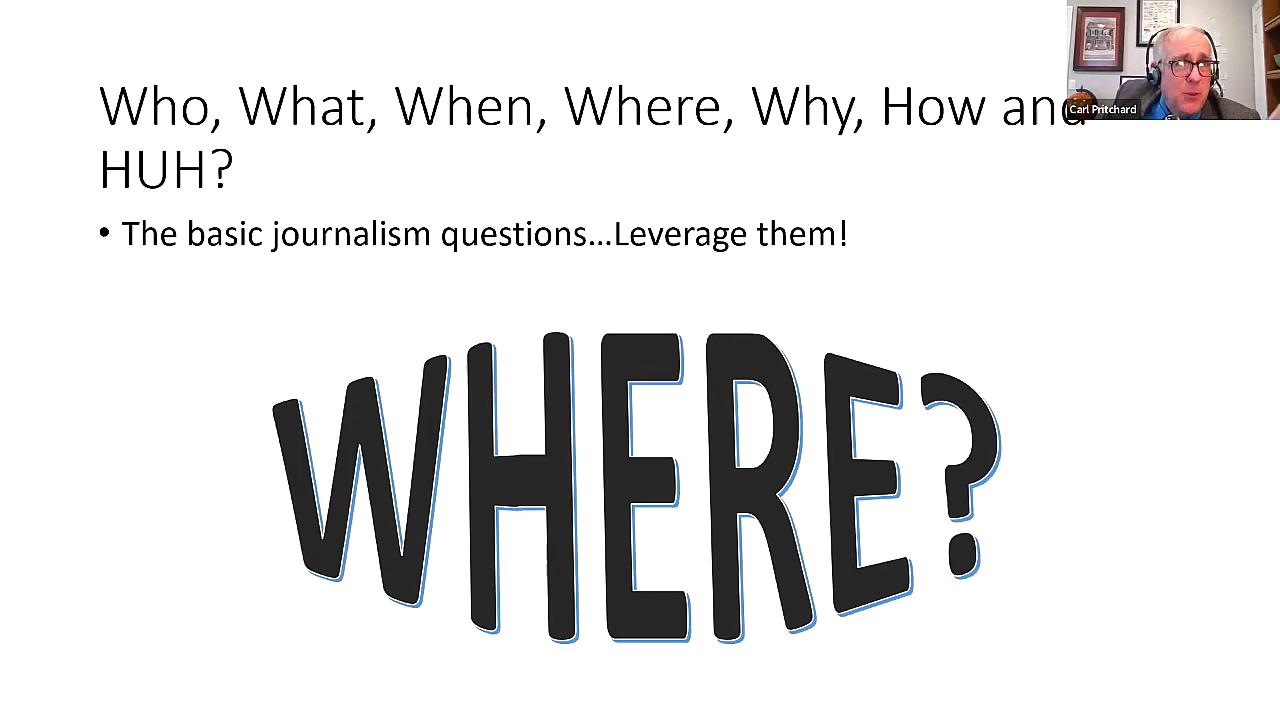 Who, What, When, Where, Why, How and
HUH?
• The basic journalism questions...Leverage them!
WHERE?
Carl Pritchard